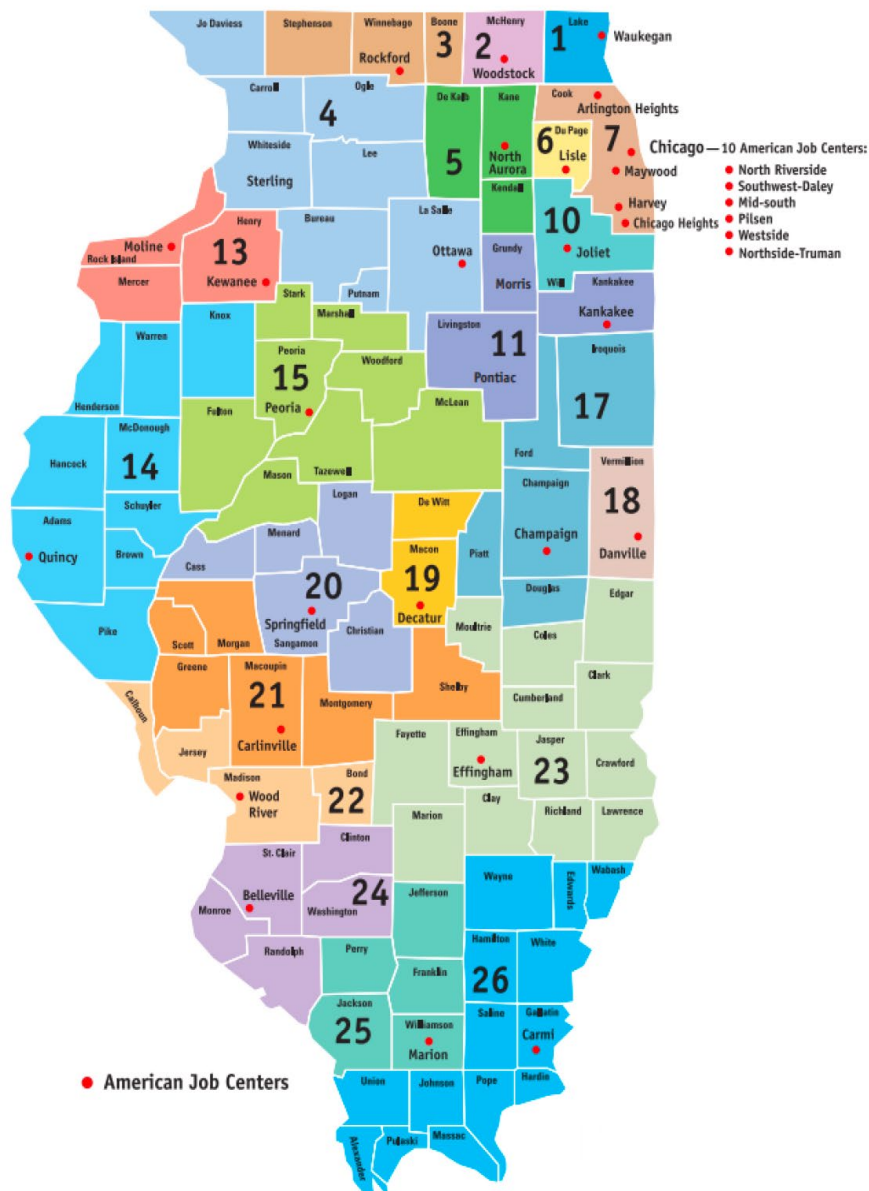 Jo Daviess
Stephenson
Winnebago
Rockford
Boone
3
McHenry
2
Woodstock
Lake
1
Waukegan
Carroll
Ogle
4
De Kalb
5
Kane
North
Aurora
Cook
Arlington Heights
6
Du Page
Lisle
7
Chicago — 10 American Job Centers:
North Riverside
Southwest-Daley
Mid-south
Pilsen
Westside
Northside-Truman
Maywood
Harvey
Chicago Heights
Whiteside
Sterling
Lee
Kendall
10
Joliet
Will
Moline
Rock Island
Henry
13
Kewanee
Bureau
La Salle
Ottawa
Grundy
Morris
Kankakee
Kankakee
Mercer
Putnam
Stark
Marshall
Knox
Warren
Henderson
Peoria
15
Peoria
Woodford
Livingston
11
Pontiac
Iroquois
17
Ford
McLean
Fulton
McDonough
14
Hancock
Tazewell
Mason
Logan
De Witt
Champaign
Champaign
Vermillion
18
Danville
Schuyler
Adams
Quincy
Brown
Cass
Menard
Macon
19
Decatur
Piatt
20
Springfield
Sangamon
Christian
Moultrie
Douglas
Edgar
Coles
Pike
Scott
Morgan
Greene
Macoupin
21
Carlinville
Montgomery
Shelby
Cumberland
Clark
Calhoun
Jersey
Fayette
Effingham
Effingham
Jasper
23
Crawford
Madison
Wood
River
Bond
22
Marion
Clay
Richland
Lawrence
Clinton
St. Clair
Belleville
24
Washington
Monroe
Randolph
Jefferson
Wayne
Edwards
Wabash
Perry
Franklin
Hamilton
26
White
Jackson
25
Williamson
Marion
Saline
Gallatin
Carmi
American Job Centers
Union
Johnson
Pope
Hardin
Alexander
Pulaski
Massac